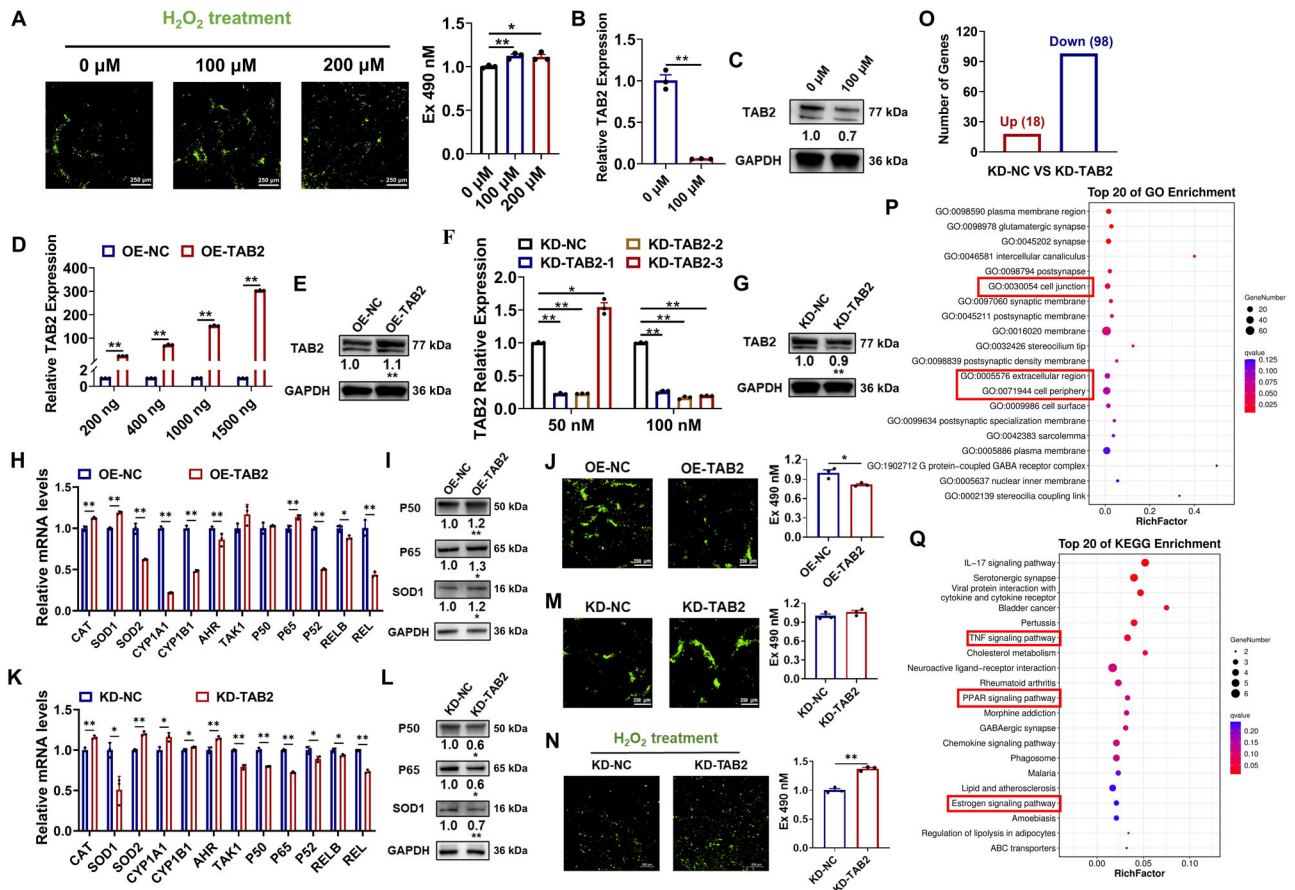 A
H₂O₂ treatment
0 µM
100 µM
200 µM
250 µm
250 µm
250 µm
Ex 490 nM
1.5
1.0
0.5
0.0
**
*
0 µM
100 µM
200 µM
B
Relative TAB2 Expression
1.5
1.0
0.5
0.0
**
0 µM
100 µM
C
0 µM
100 µM
TAB2
77 kDa
1.0
0.7
GAPDH
36 kDa
D
OE-NC
OE-TAB2
Relative TAB2 Expression
400
300
200
100
2
0
**
**
**
**
200 ng
400 ng
1000 ng
1500 ng
E
OE-NC
OE-TAB2
TAB2
77 kDa
1.0
1.1
**
GAPDH
36 kDa
F
KD-NC
KD-TAB2-2
KD-TAB2-1
KD-TAB2-3
TAB2 Relative Expression
2.0
1.5
1.0
0.5
0.0
*
**
**
**
**
**
50 nM
100 nM
G
KD-NC
KD-TAB2
TAB2
77 kDa
1.0
0.9
**
GAPDH
36 kDa
H
OE-NC
OE-TAB2
Relative mRNA levels
1.5
1.0
0.5
0.0
**
**
**
**
**
**
**
**
*
**
CAT
SOD1
SOD2
CYP1A1
CYP1B1
AHR
TAK1
P50
P65
P52
RELB
REL
I
OE-NC
OE-TAB2
P50
50 kDa
1.0
1.2
**
P65
65 kDa
1.0
1.3
*
SOD1
16 kDa
1.0
1.2
*
GAPDH
36 kDa
J
OE-NC
OE-TAB2
250 µm
250 µm
Ex 490 nM
1.2
0.9
0.6
0.3
0.0
*
OE-NC
OE-TAB2
K
KD-NC
KD-TAB2
Relative mRNA levels
1.5
1.0
0.5
0.0
**
*
**
*
*
**
**
**
**
*
*
**
CAT
SOD1
SOD2
CYP1A1
CYP1B1
AHR
TAK1
P50
P65
P52
RELB
REL
L
KD-NC
KD-TAB2
P50
50 kDa
1.0
0.6
*
P65
65 kDa
1.0
0.6
*
SOD1
16 kDa
1.0
0.7
**
GAPDH
36 kDa
M
KD-NC
KD-TAB2
250 µm
250 µm
Ex 490 nM
1.2
0.9
0.6
0.3
0.0
KD-NC
KD-TAB2
N
H₂O₂ treatment
KD-NC
KD-TAB2
Ex 490 nM
1.5
1.0
0.5
0.0
**
KD-NC
KD-TAB2
O
Number of Genes
120
90
60
30
0
Up (18)
Down (98)
KD-NC VS KD-TAB2
P
Top 20 of GO Enrichment
GO:0098590 plasma membrane region
GO:0098978 glutamatergic synapse
GO:0045202 synapse
GO:0046581 intercellular canaliculus
GO:0098794 postsynapse
GO:0030054 cell junction
GO:0097060 synaptic membrane
GO:0045211 postsynaptic membrane
GO:0016020 membrane
GO:0032426 stereocilium tip
GO:0098839 postsynaptic density membrane
GO:0005576 extracellular region
GO:0071944 cell periphery
GO:0009986 cell surface
GO:0099634 postsynaptic specialization membrane
GO:0042383 sarcolemma
GO:0005886 plasma membrane
GO:1902712 G protein-coupled GABA receptor complex
GO:0005637 nuclear inner membrane
GO:0002139 stereocilia coupling link
0.0
0.2
0.4
RichFactor
GeneNumber
20
40
60
qvalue
0.125
0.100
0.075
0.050
0.025
Q
Top 20 of KEGG Enrichment
IL-17 signaling pathway
Serotonergic synapse
Viral protein interaction with
cytokine and cytokine receptor
Bladder cancer
Pertussis
TNF signaling pathway
Cholesterol metabolism
Neuroactive ligand-receptor interaction
Rheumatoid arthritis
PPAR signaling pathway
Morphine addiction
GABAergic synapse
Chemokine signaling pathway
Phagosome
Malaria
Lipid and atherosclerosis
Estrogen signaling pathway
Amoebiasis
Regulation of lipolysis in adipocytes
ABC transporters
0.00
0.05
0.10
RichFactor
GeneNumber
2
3
4
5
6
qvalue
0.20
0.15
0.10
0.05